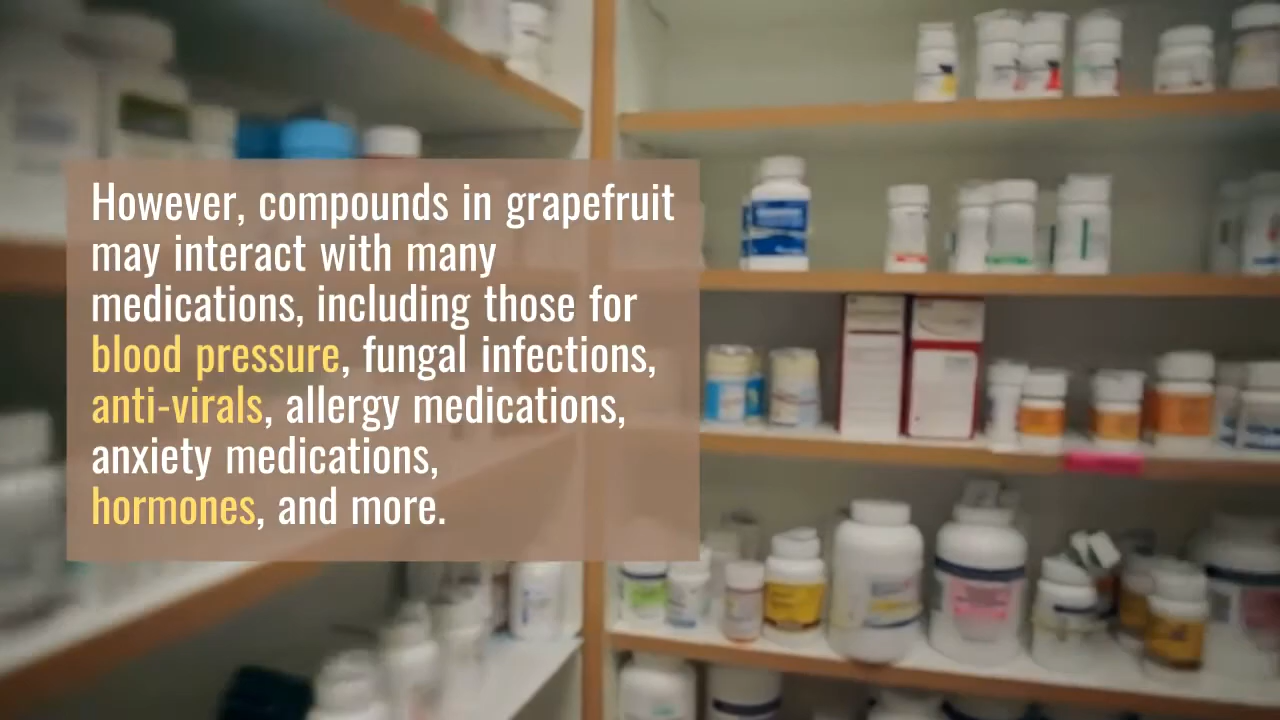 However, compounds in grapefruit
may interact with many
medications, including those for
blood pressure, fungal infections,
anti-virals, allergy medications,
anxiety medications,
hormones, and more.